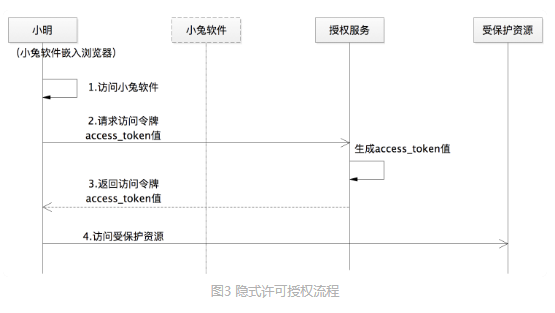 小明
小兔软件
授权服务
受保护资源
（小兔软件嵌入浏览器）
1.访问小兔软件
2.请求访问令牌
access_token值
生成access_token值
3.返回访问令牌
access_token值
4.访问受保护资源
图3 隐式许可授权流程